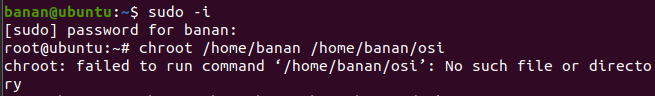 banan@ubuntu:~$ sudo -i
[sudo] password for banan:
root@ubuntu:~# chroot /home/banan /home/banan/osi
chroot: failed to run command ‘/home/banan/osi’: No such file or directo
ry